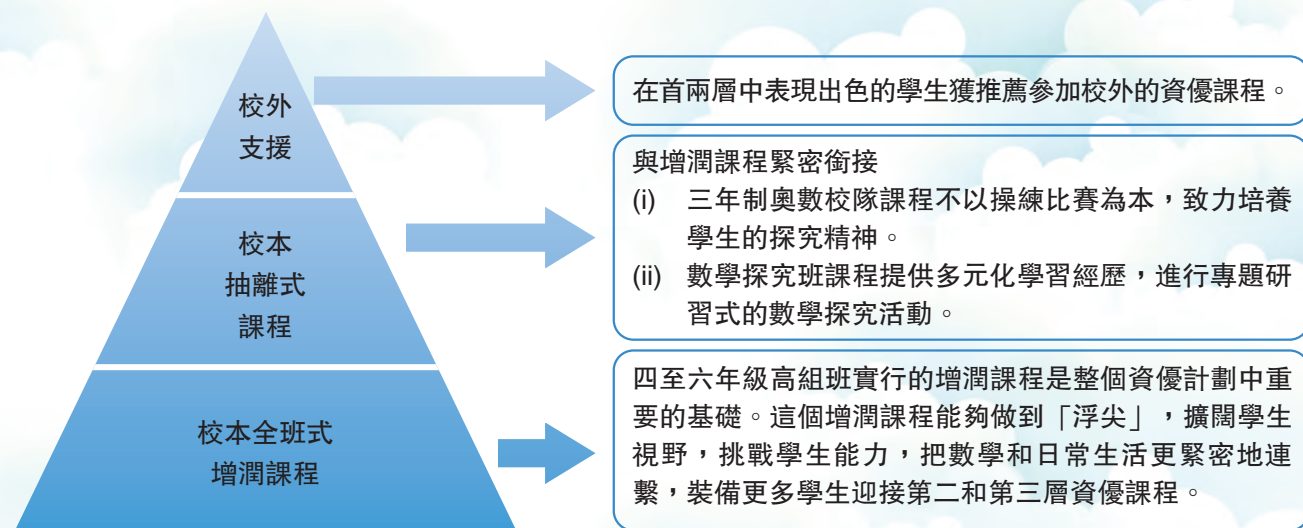 校外
支援
在首兩層中表現出色的學生獲推薦參加校外的資優課程。
校本
抽離式
課程
與增潤課程緊密銜接
(i) 三年制奧數校隊課程不以操練比賽為本，致力培養
學生的探究精神。
(ii) 數學探究班課程提供多元化學習經歷，進行專題研
習式的數學探究活動。
校本全班式
增潤課程
四至六年級高組班實行的增潤課程是整個資優計劃中重
要的基礎。這個增潤課程能夠做到「浮尖」，擴闊學生
視野，挑戰學生能力，把數學和日常生活更緊密地連
繫，裝備更多學生迎接第二和第三層資優課程。